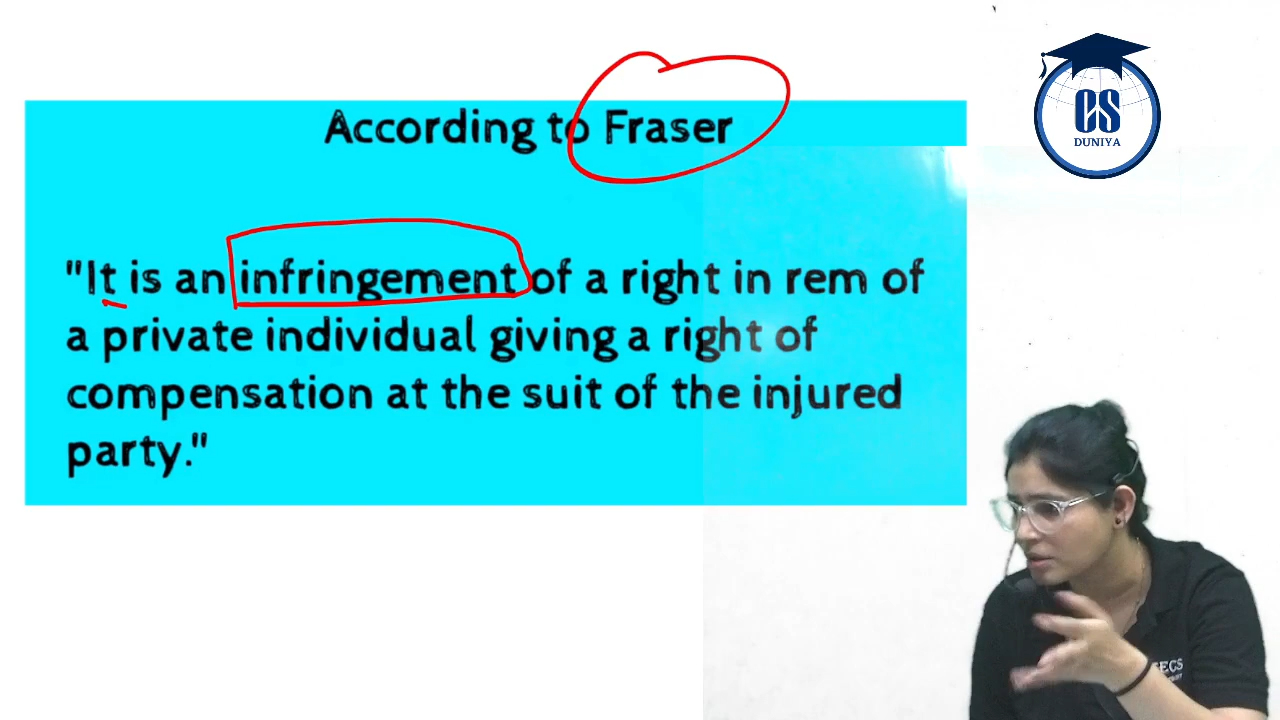 According to Fraser
"It is an infringement of a right in rem of
a private individual giving a right of
compensation at the suit of the injured
party."
CS
DUNIYA